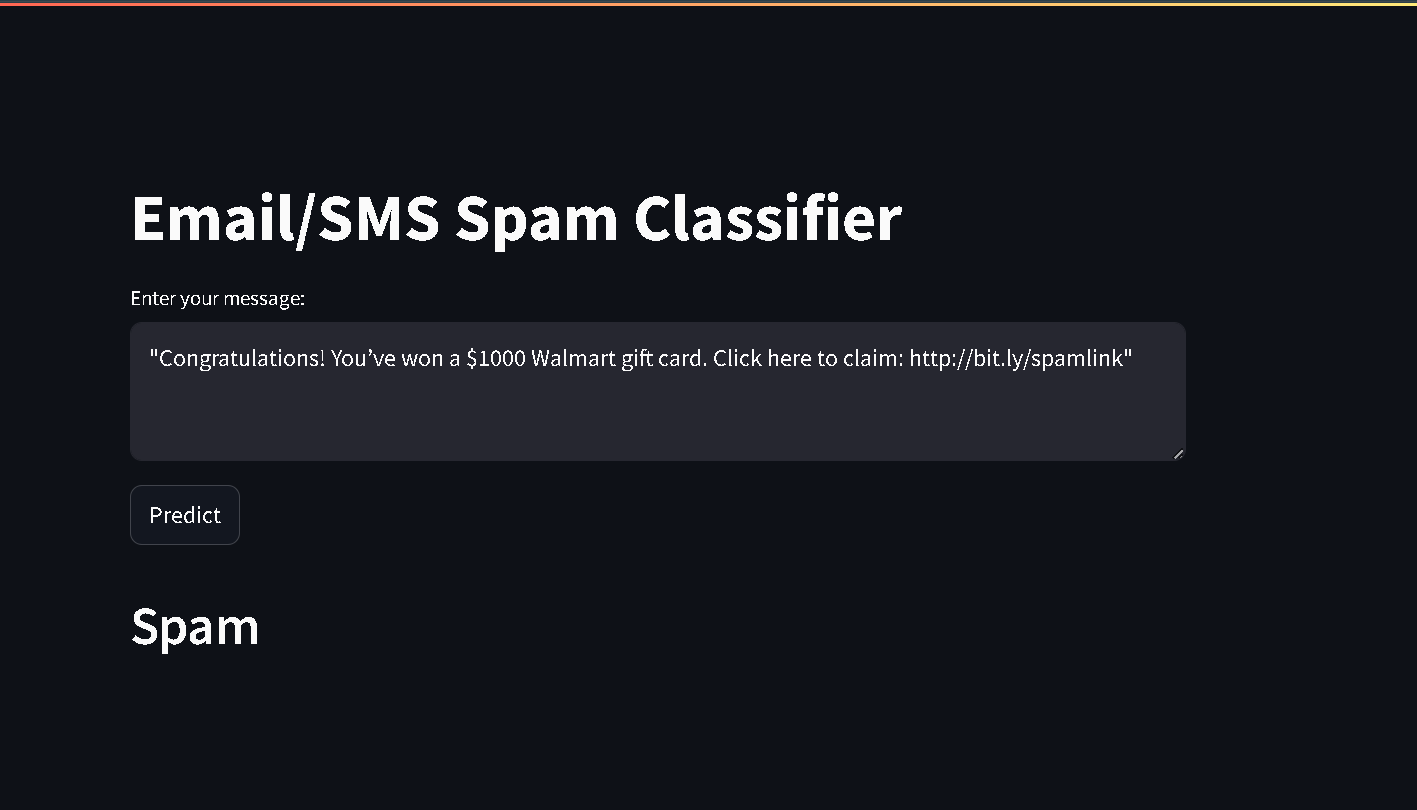 Email/SMS Spam Classifier
Enter your message:
"Congratulations! You’ve won a $1000 Walmart gift card. Click here to claim: http://bit.ly/spamlink"
Predict
Spam